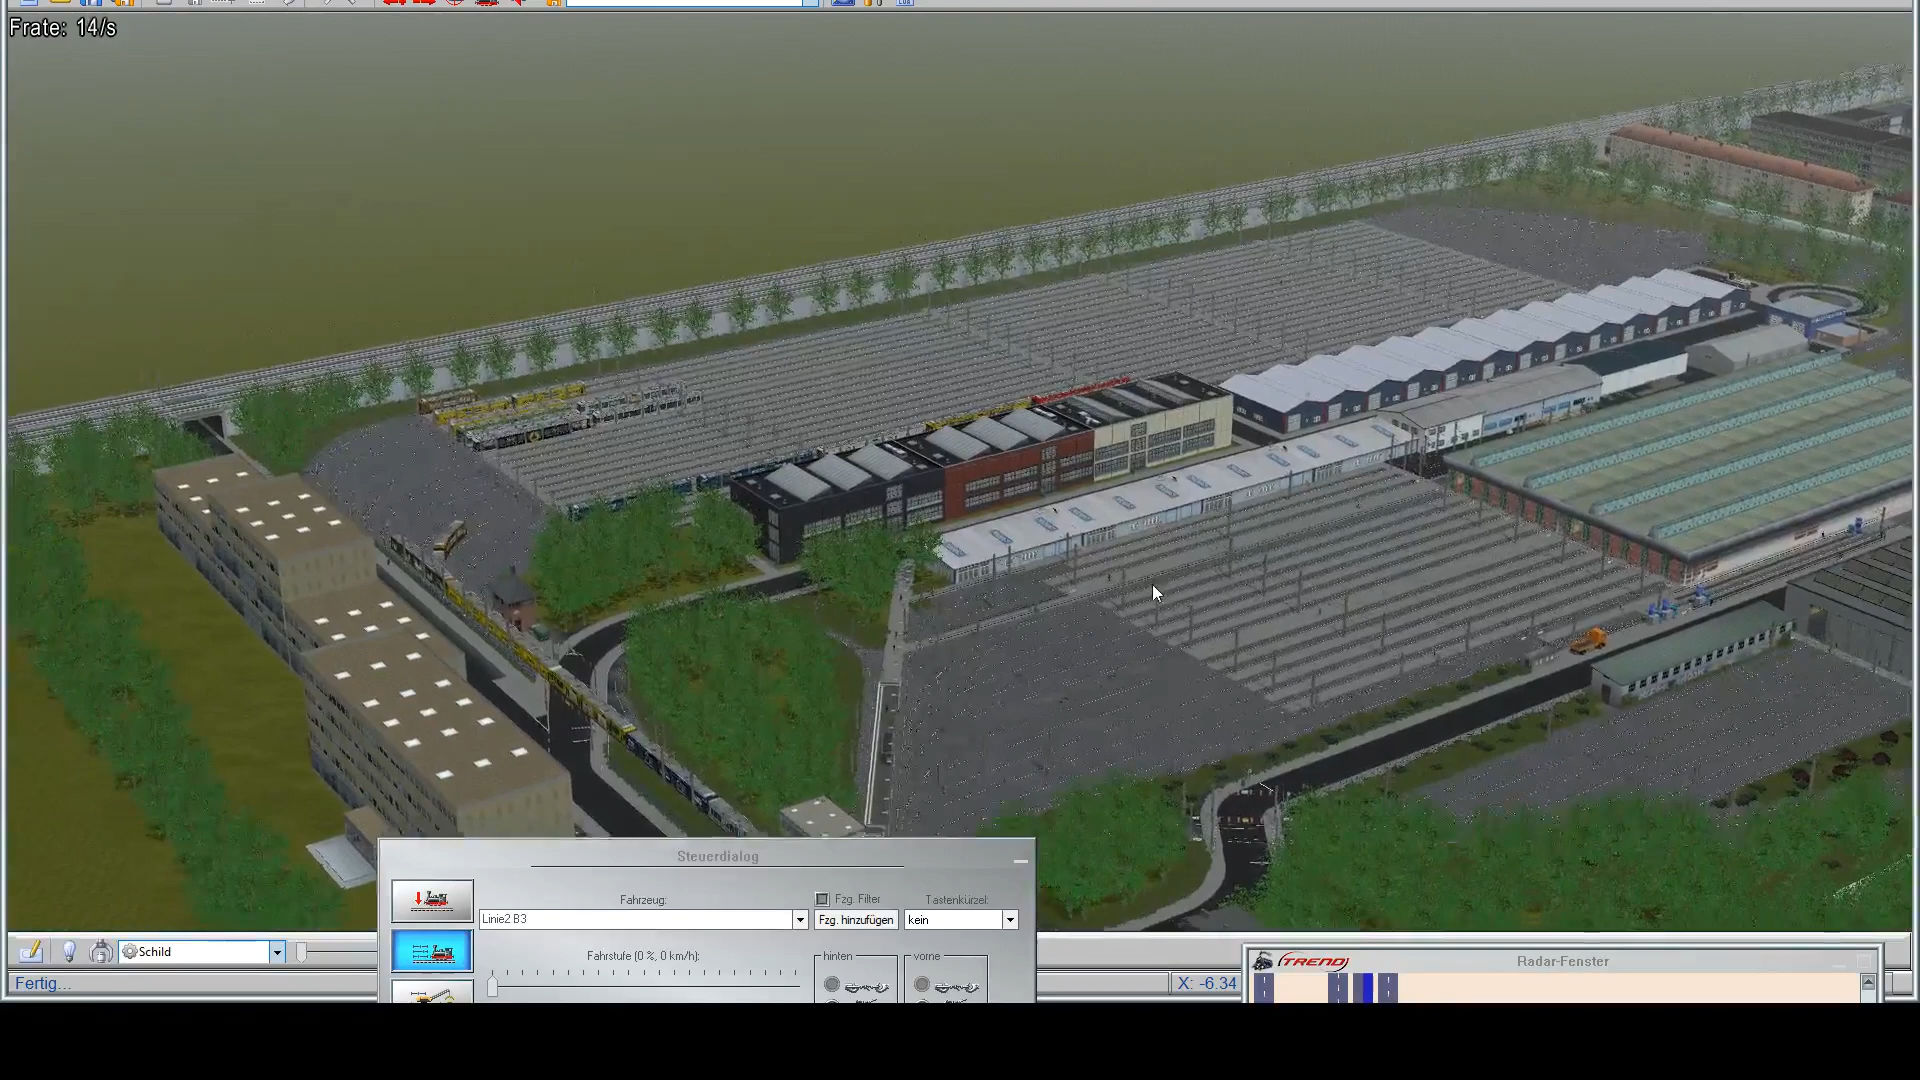 Frate: 14/s
Steuerdialog
Fahrzeug:
Fzg. Filter
Tastenkürzel:
Linie2 B3
Fzg. hinzufügen
kein
Fahrstufe (0 %, 0 km/h):
hinten
vorne
Schild
Fertig...
X: -6.34
TREND
Radar-Fenster